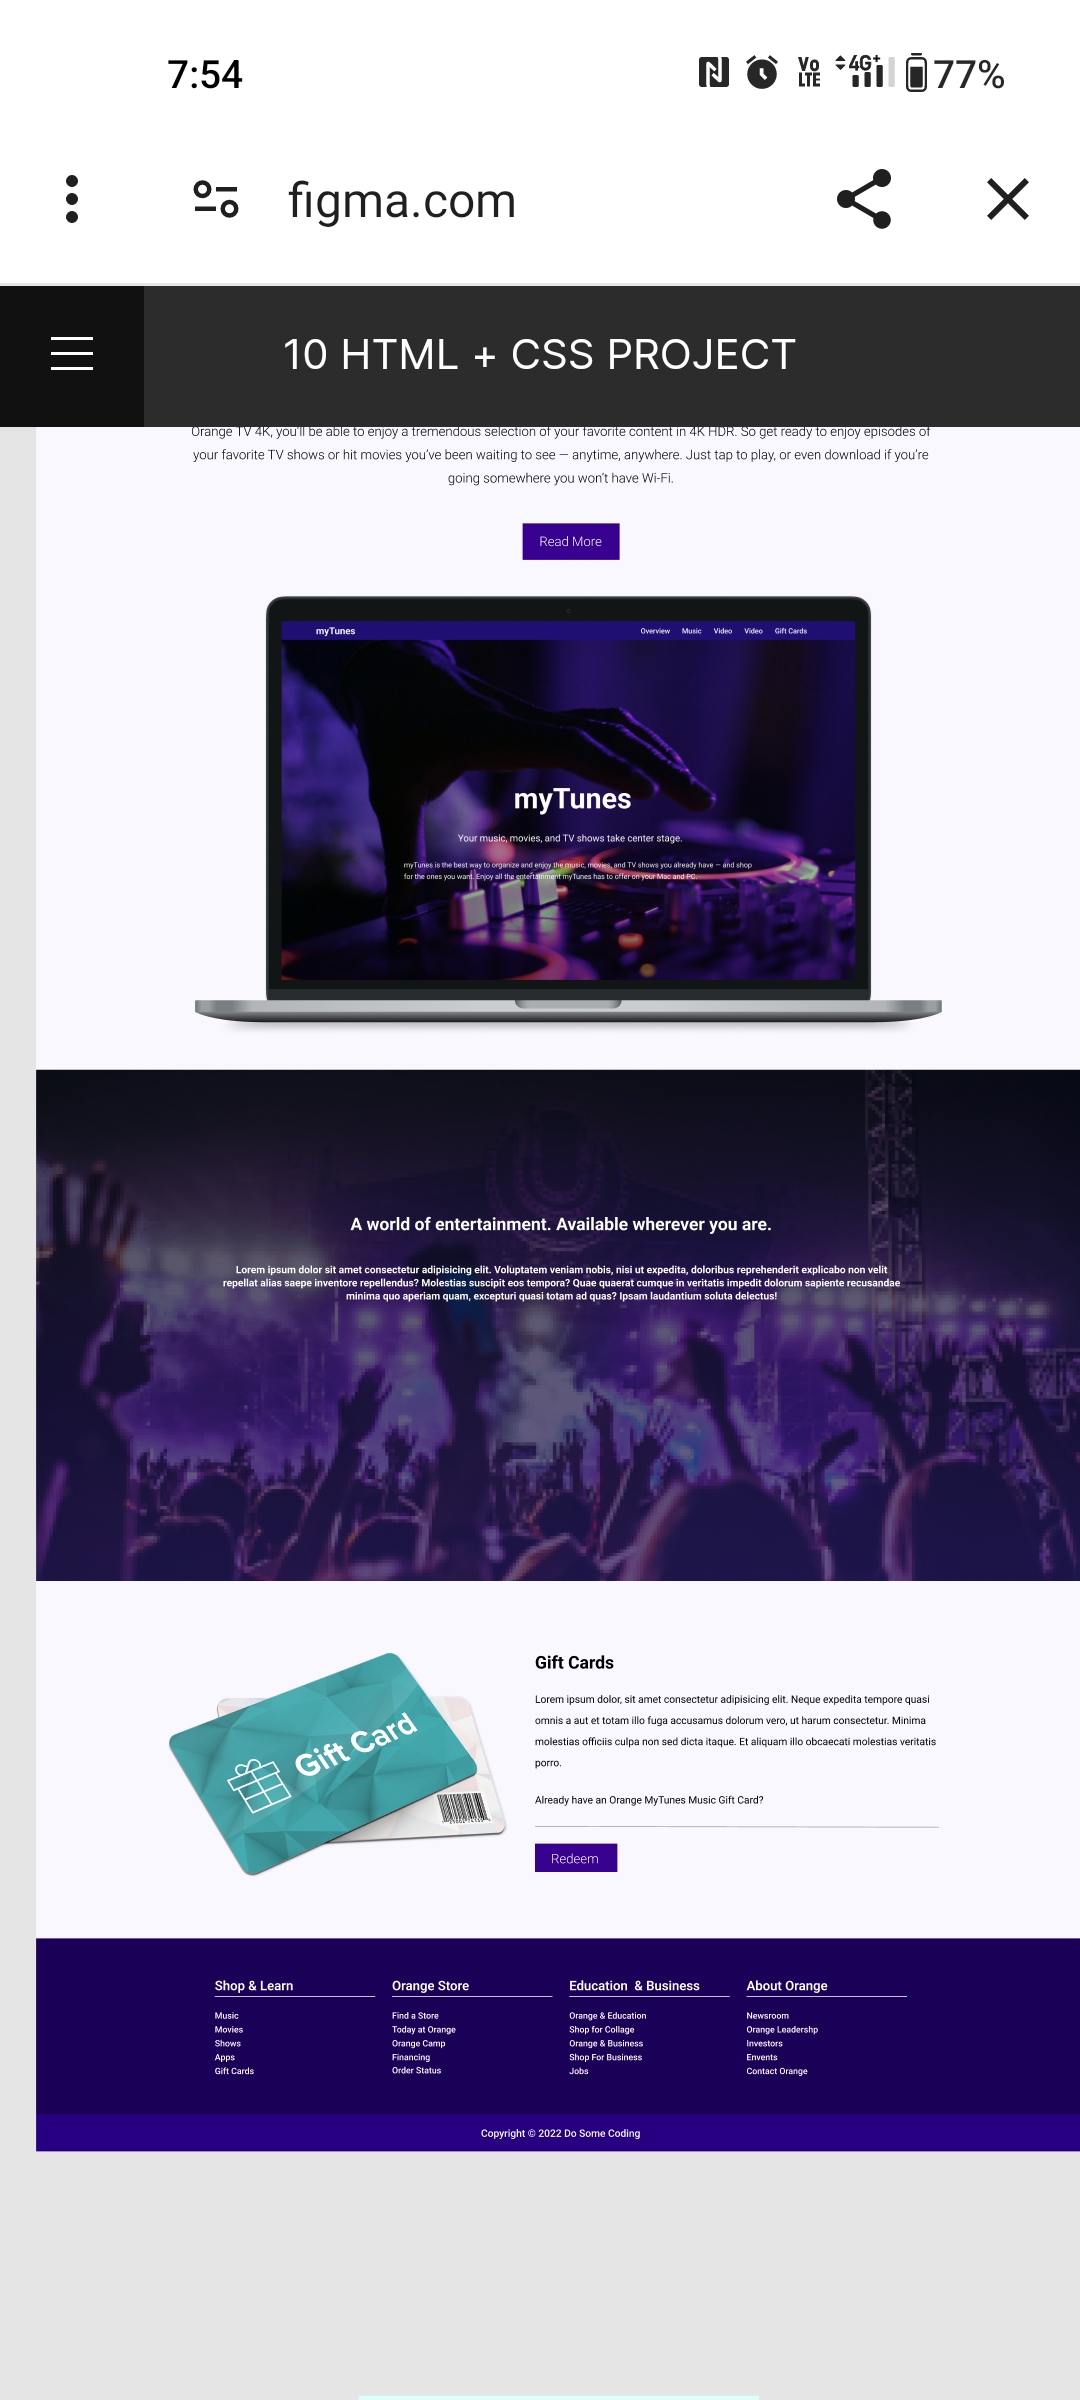 7:54
Vo
LTE
4G+
77%
figma.com
10 HTML + CSS PROJECT
Orange TV 4K, you'll be able to enjoy a tremendous selection of your favorite content in 4K HDR. So get ready to enjoy episodes of
your favorite TV shows or hit movies you've been waiting to see — anytime, anywhere. Just tap to play, or even download if you're
going somewhere you won't have Wi-Fi.
Read More
myTunes
Overview Music Video Video Gift Cards
myTunes
Your music, movies, and TV shows take center stage.
myTunes is the best way to organize and enjoy the music, movies, and TV shows you already have — and shop
for the ones you want. Enjoy all the entertainment myTunes has to offer on your Mac and PC.
A world of entertainment. Available wherever you are.
Lorem ipsum dolor sit amet consectetur adipisicing elit. Voluptatem veniam nobis, nisi ut expedita, doloribus reprehenderit explicabo non velit
repellat alias saepe inventore repellendus? Molestias suscipit eos tempora? Quae quaerat cumque in veritatis impedit dolorum sapiente recusandae
minima quo aperiam quam, excepturi quasi totam ad quas? Ipsam laudantium soluta delectus!
Gift Card
Gift Cards
Lorem ipsum dolor, sit amet consectetur adipisicing elit. Neque expedita tempore quasi
omnis a aut et totam illo fuga accusamus dolorum vero, ut harum consectetur. Minima
molestias officiis culpa non sed dicta itaque. Et aliquam illo obcaecati molestias veritatis
porro.
Already have an Orange MyTunes Music Gift Card?
Redeem
Shop & Learn
Music
Movies
Shows
Apps
Gift Cards
Orange Store
Find a Store
Today at Orange
Orange Camp
Financing
Order Status
Education & Business
Orange & Education
Shop for Collage
Orange & Business
Shop For Business
Jobs
About Orange
Newsroom
Orange Leadershp
Investors
Envents
Contact Orange
Copyright © 2022 Do Some Coding